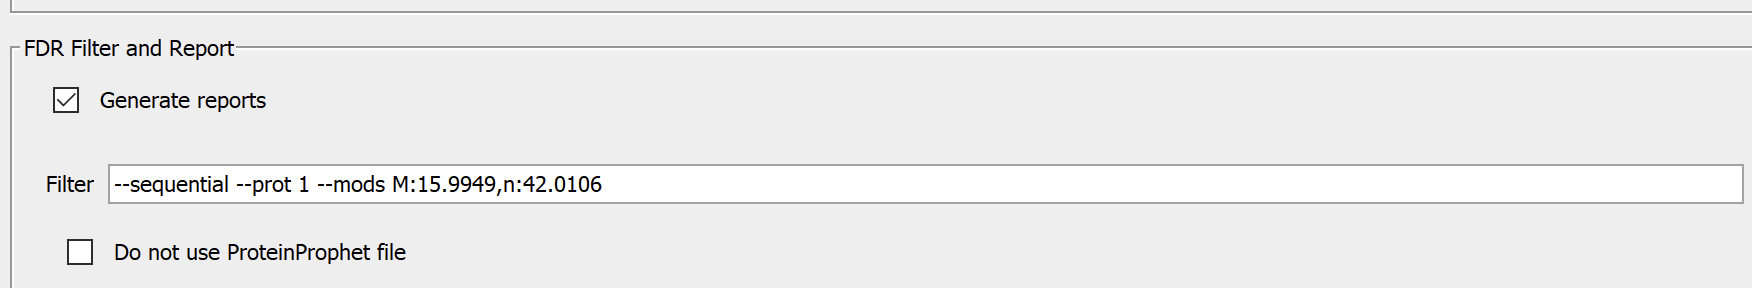 FDR Filter and Report
Generate reports
Filter --sequential --prot 1 --mods M:15.9949,n:42.0106
Do not use ProteinProphet file